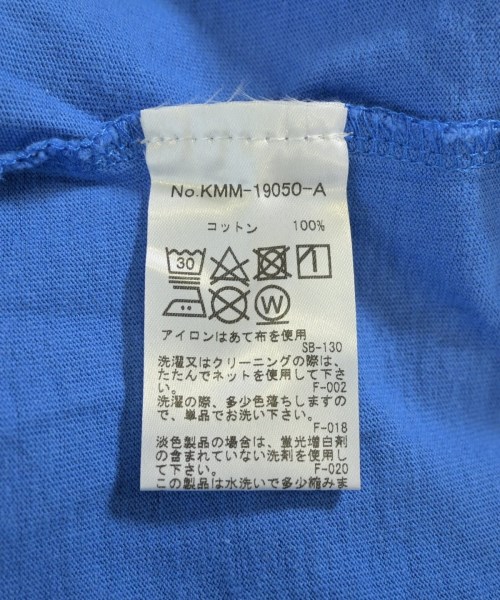 No.KMM-19050-A
コットン 100%
30
W
アイロンはあて布を使用
SB-130
洗濯又はクリーニングの際は、
たたんでネットを使用して下さ
い。 F-002
洗濯の際、多少色落ちしますの
で、単品でお洗い下さい。
F-018
淡色製品の場合は、蛍光増白剤
の含まれていない洗剤を使用し
て下さい。 F-020
この製品は水洗いで多少縮みま